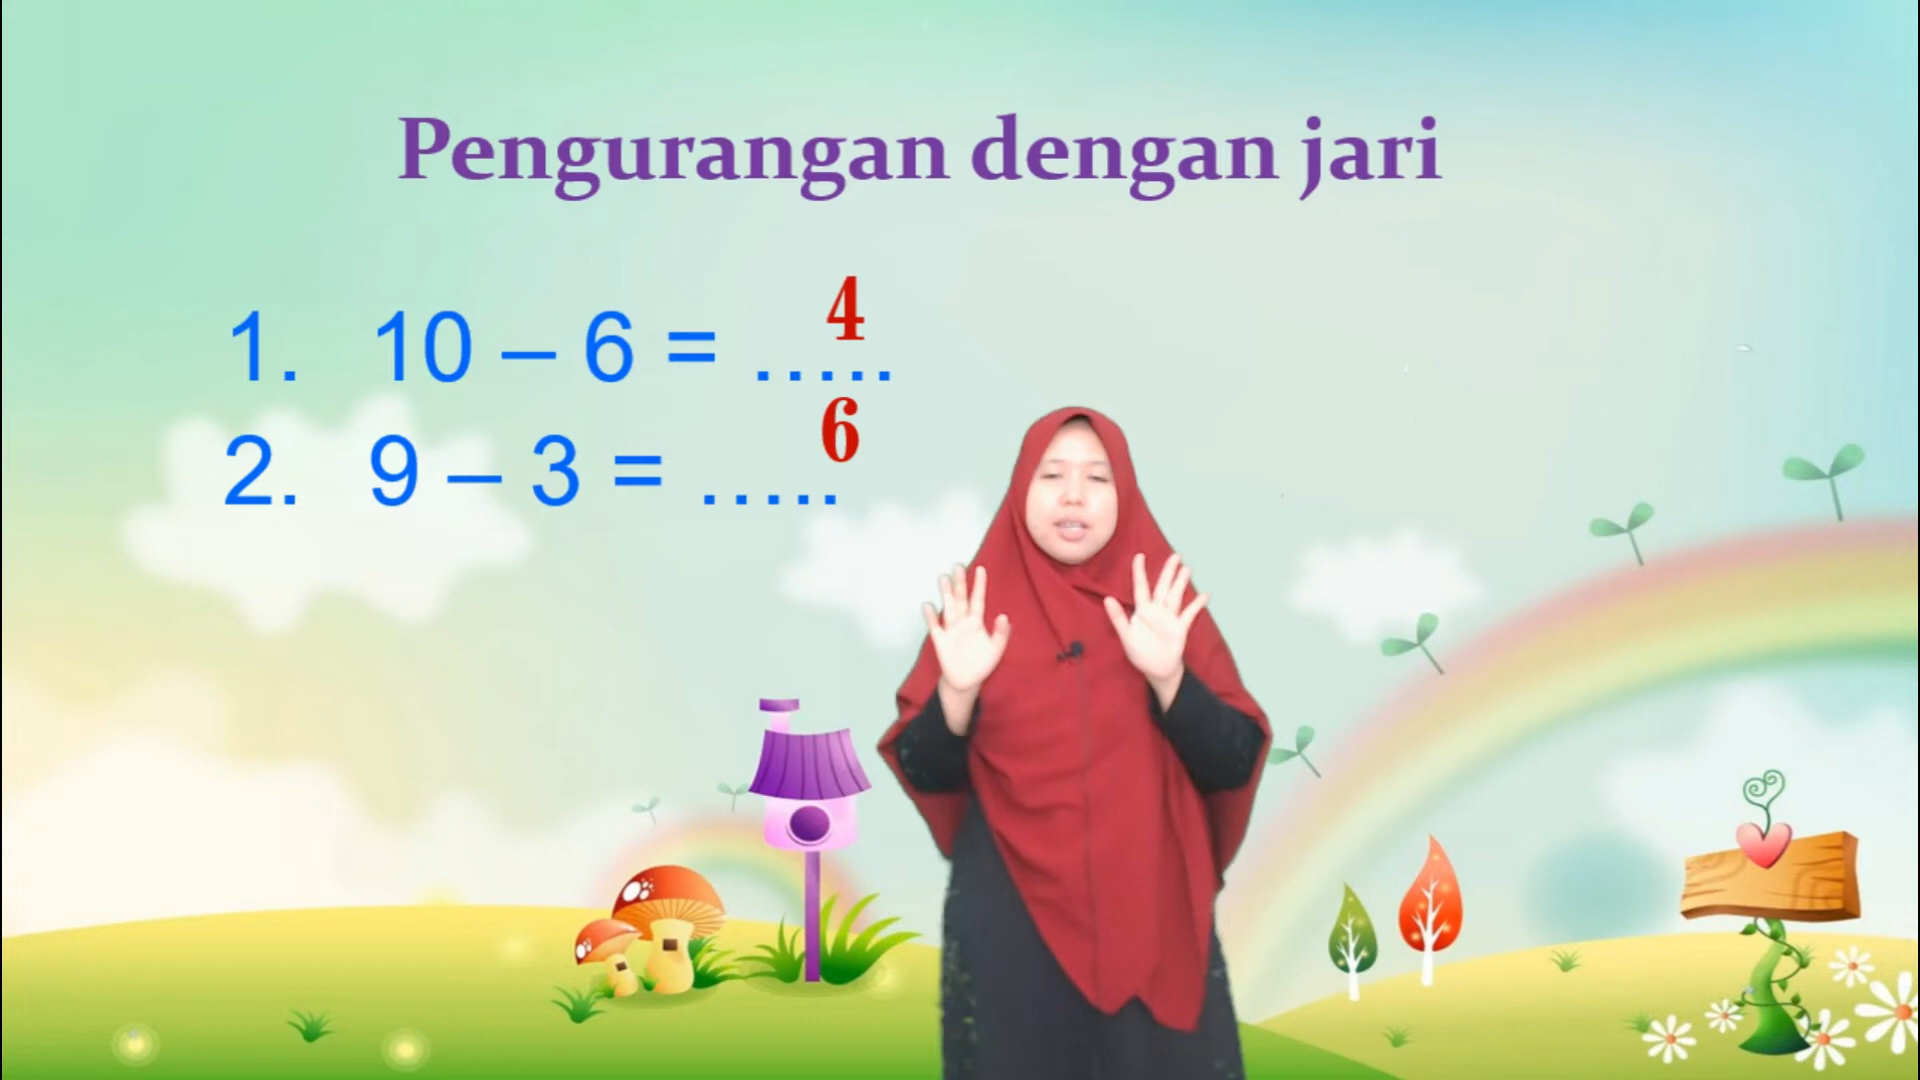 Pengurangan dengan jari
1. 10 – 6 = ..... 4
2. 9 – 3 = ..... 6